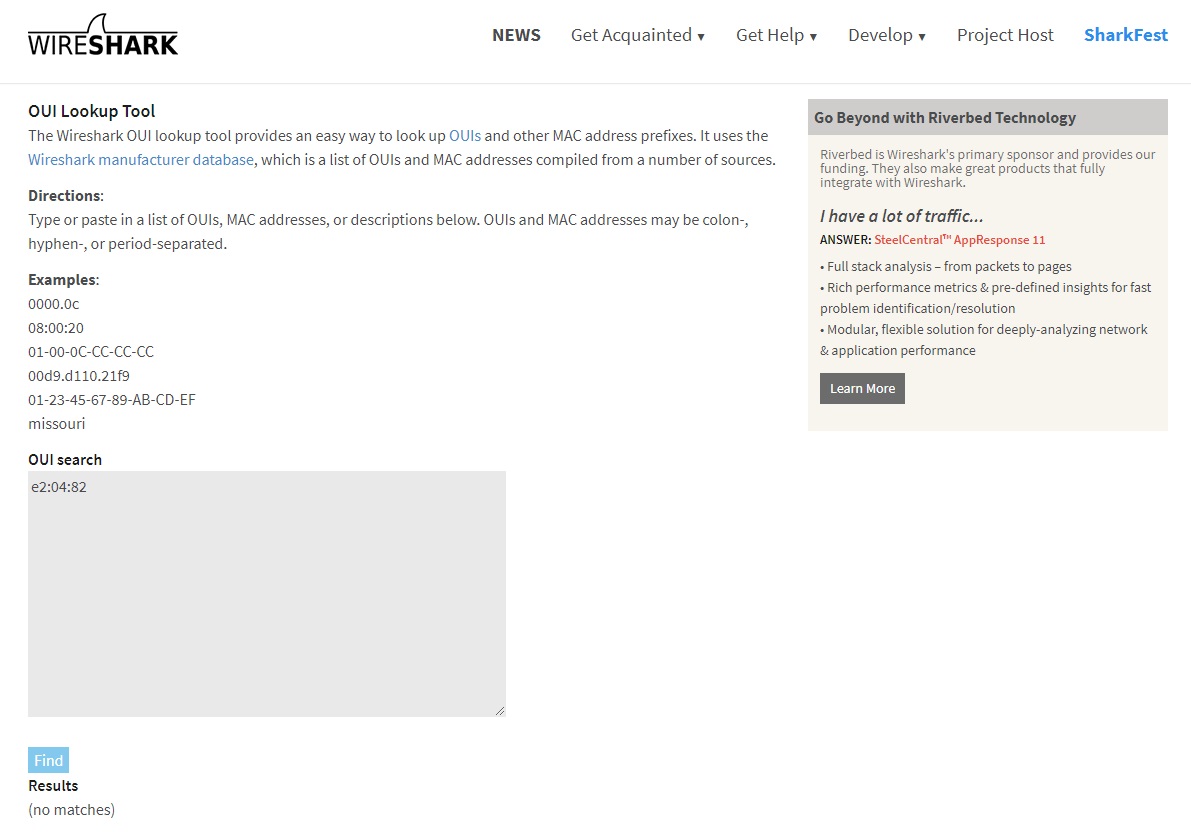 WIRESHARK
NEWS
Get Acquainted ▼
Get Help ▼
Develop ▼
Project Host
SharkFest
OUI Lookup Tool
The Wireshark OUI lookup tool provides an easy way to look up OUIs and other MAC address prefixes. It uses the
Wireshark manufacturer database, which is a list of OUIs and MAC addresses compiled from a number of sources.
Directions:
Type or paste in a list of OUIs, MAC addresses, or descriptions below. OUIs and MAC addresses may be colon-,
hyphen-, or period-separated.
Examples:
0000.0c
08:00:20
01-00-0C-CC-CC-CC
00d9.d110.21f9
01-23-45-67-89-AB-CD-EF
missouri
OUI search
e2:04:82
Find
Results
(no matches)
Go Beyond with Riverbed Technology
Riverbed is Wireshark's primary sponsor and provides our
funding. They also make great products that fully
integrate with Wireshark.
I have a lot of traffic...
ANSWER: SteelCentral™ AppResponse 11
• Full stack analysis – from packets to pages
• Rich performance metrics & pre-defined insights for fast
problem identification/resolution
• Modular, flexible solution for deeply-analyzing network
& application performance
Learn More